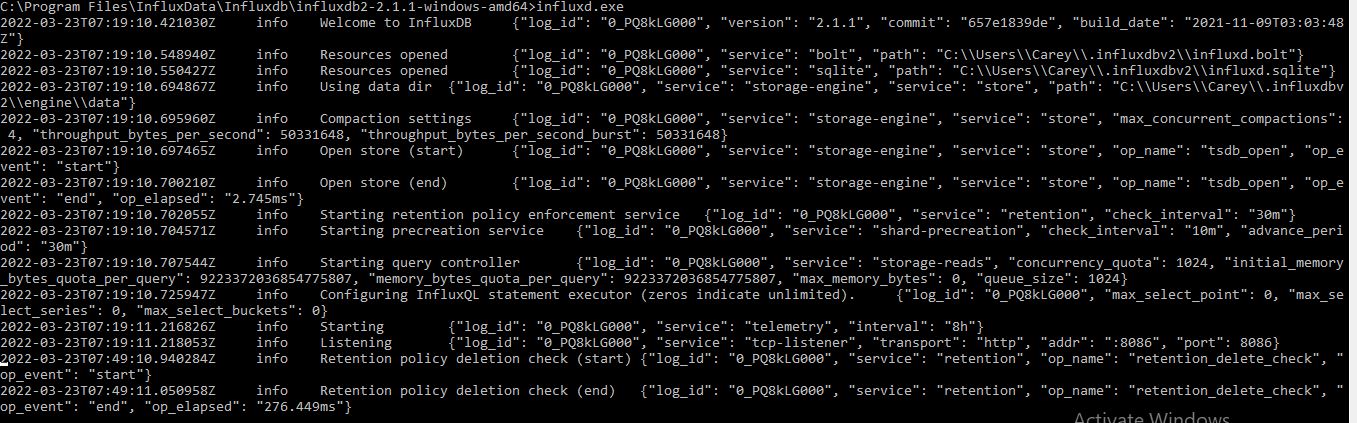 C:\Program Files\InfluxData\Influxdb\influxdb2-2.1.1-windows-amd64>influxd.exe
2022-03-23T07:19:10.421030Z     info    Welcome to InfluxDB     {"log_id": "0_PQ8kLG000", "version": "2.1.1", "commit": "657e1839de", "build_date": "2021-11-09T03:03:48
Z"}
2022-03-23T07:19:10.548940Z     info    Resources opened        {"log_id": "0_PQ8kLG000", "service": "bolt", "path": "C:\\Users\\Carey\\.influxdbv2\\influxd.bolt"}
2022-03-23T07:19:10.550427Z     info    Resources opened        {"log_id": "0_PQ8kLG000", "service": "sqlite", "path": "C:\\Users\\Carey\\.influxdbv2\\influxd.sqlite"}
2022-03-23T07:19:10.694867Z     info    Using data dir  {"log_id": "0_PQ8kLG000", "service": "storage-engine", "service": "store", "path": "C:\\Users\\Carey\\.influxdbv
2\\engine\\data"}
2022-03-23T07:19:10.695960Z     info    Compaction settings     {"log_id": "0_PQ8kLG000", "service": "storage-engine", "service": "store", "max_concurrent_compactions":
 4, "throughput_bytes_per_second": 50331648, "throughput_bytes_per_second_burst": 50331648}
2022-03-23T07:19:10.697465Z     info    Open store (start)      {"log_id": "0_PQ8kLG000", "service": "storage-engine", "service": "store", "op_name": "tsdb_open", "op_e
vent": "start"}
2022-03-23T07:19:10.700210Z     info    Open store (end)        {"log_id": "0_PQ8kLG000", "service": "storage-engine", "service": "store", "op_name": "tsdb_open", "op_e
vent": "end", "op_elapsed": "2.745ms"}
2022-03-23T07:19:10.702055Z     info    Starting retention policy enforcement service   {"log_id": "0_PQ8kLG000", "service": "retention", "check_interval": "30m"}
2022-03-23T07:19:10.704571Z     info    Starting precreation service    {"log_id": "0_PQ8kLG000", "service": "shard-precreation", "check_interval": "10m", "advance_peri
od": "30m"}
2022-03-23T07:19:10.707544Z     info    Starting query controller       {"log_id": "0_PQ8kLG000", "service": "storage-reads", "concurrency_quota": 1024, "initial_memory
_bytes_quota_per_query": 9223372036854775807, "memory_bytes_quota_per_query": 9223372036854775807, "max_memory_bytes": 0, "queue_size": 1024}
2022-03-23T07:19:10.725947Z     info    Configuring InfluxQL statement executor (zeros indicate unlimited).     {"log_id": "0_PQ8kLG000", "max_select_point": 0, "max_se
lect_series": 0, "max_select_buckets": 0}
2022-03-23T07:19:11.216826Z     info    Starting        {"log_id": "0_PQ8kLG000", "service": "telemetry", "interval": "8h"}
2022-03-23T07:19:11.218053Z     info    Listening       {"log_id": "0_PQ8kLG000", "service": "tcp-listener", "transport": "http", "addr": ":8086", "port": 8086}
2022-03-23T07:49:10.940284Z     info    Retention policy deletion check (start) {"log_id": "0_PQ8kLG000", "service": "retention", "op_name": "retention_delete_check", "
op_event": "start"}
2022-03-23T07:49:11.050958Z     info    Retention policy deletion check (end)   {"log_id": "0_PQ8kLG000", "service": "retention", "op_name": "retention_delete_check", "
op_event": "end", "op_elapsed": "276.449ms"}
Activate Windows